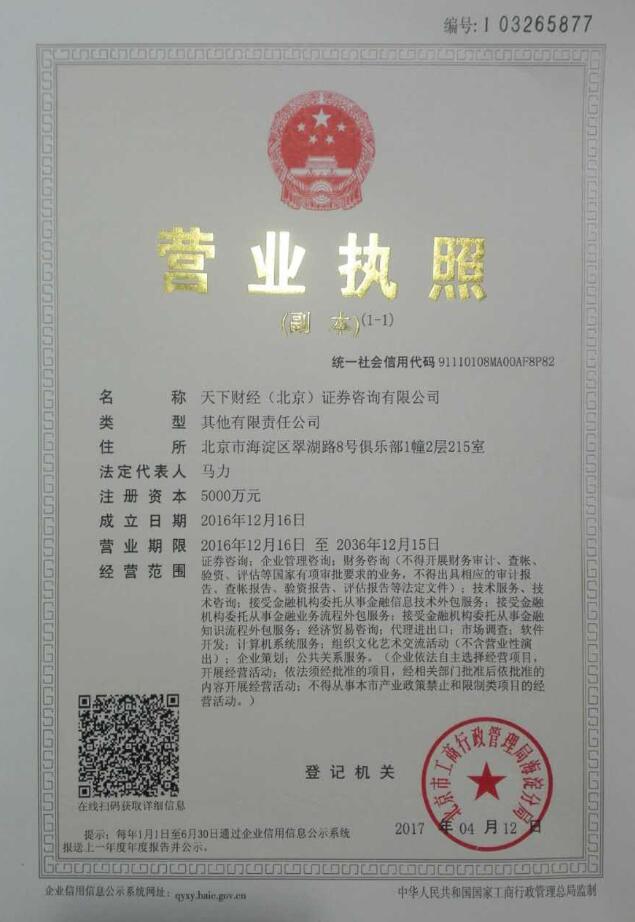 编号:1 03265877
营业执照
(副 本)(1-1)
统一社会信用代码 91110108MA00AF8P82
名 称 天下财经（北京）证券咨询有限公司
类 型 其他有限责任公司
住 所 北京市海淀区翠湖路8号俱乐部1幢2层215室
法定代表人 马力
注册资本 5000万元
成立日期 2016年12月16日
营业期限 2016年12月16日 至 2036年12月15日
经营范围 证券咨询；企业管理咨询；财务咨询（不得开展财务审计、查帐、
验资、评估等国家有项审批要求的业务，不得出具相应的审计报
告、查帐报告、验资报告、评估报告等法定文件）；技术服务、技
术咨询；接受金融机构委托从事金融信息技术外包服务；接受金融
机构委托从事金融业务流程外包服务；接受金融机构委托从事金融
知识流程外包服务；经济贸易咨询；代理进出口；市场调查；软件
开发；计算机系统服务；组织文化艺术交流活动（不含营业性演
出）；企业策划；公共关系服务。（企业依法自主选择经营项目，
开展经营活动；依法须经批准的项目，经相关部门批准后依批准的
内容开展经营活动；不得从事本市产业政策禁止和限制类项目的经
营活动。）
在线扫码获取详细信息
登记机关
北京市工商行政管理局海淀分局
2017 年 04 月 12 日
提示：每年1月1日至6月30日通过企业信用信息公示系统
报送上一年度年度报告并公示。
企业信用信息公示系统网址：qyxy.baic.gov.cn
中华人民共和国国家工商行政管理总局监制